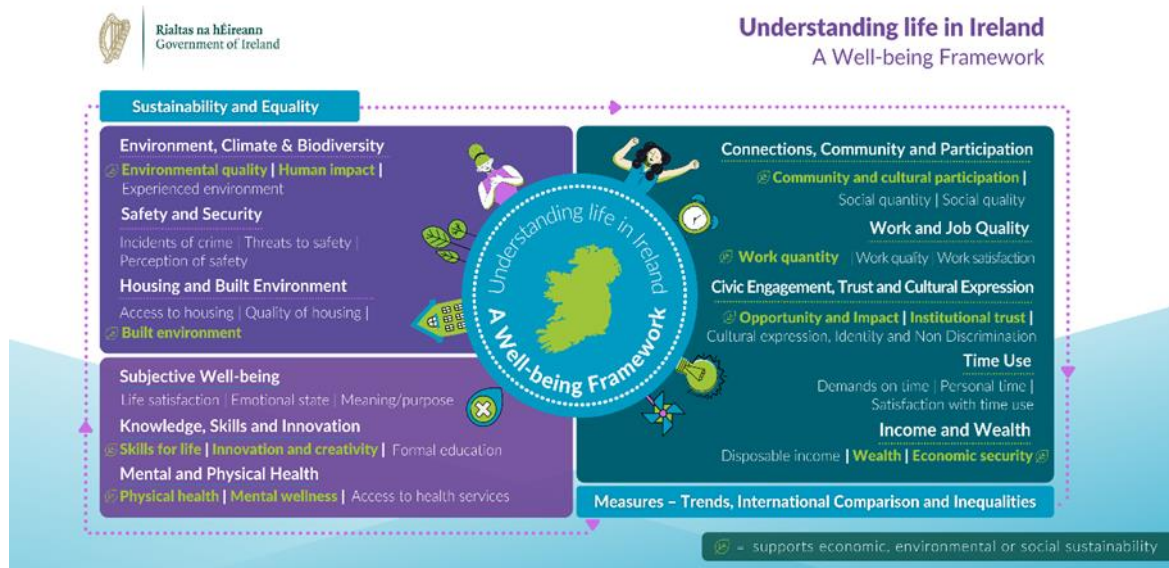 Rialtas na hÉireann
Government of Ireland
Understanding life in Ireland
A Well-being Framework
Sustainability and Equality
Environment, Climate & Biodiversity
Environmental quality | Human impact |
Experienced environment
Safety and Security
Incidents of crime | Threats to safety |
Perception of safety
Housing and Built Environment
Access to housing | Quality of housing |
Built environment
Subjective Well-being
Life satisfaction | Emotional state | Meaning/purpose
Knowledge, Skills and Innovation
Skills for life | Innovation and creativity | Formal education
Mental and Physical Health
Physical health | Mental wellness | Access to health services
Understanding life in Ireland
A Well-being Framework
Connections, Community and Participation
Community and cultural participation |
Social quantity | Social quality
Work and Job Quality
Work quantity | Work quality | Work satisfaction
Civic Engagement, Trust and Cultural Expression
Opportunity and Impact | Institutional trust |
Cultural expression, Identity and Non Discrimination
Time Use
Demands on time | Personal time |
Satisfaction with time use
Income and Wealth
Disposable income | Wealth | Economic security
Measures – Trends, International Comparison and Inequalities
= supports economic, environmental or social sustainability